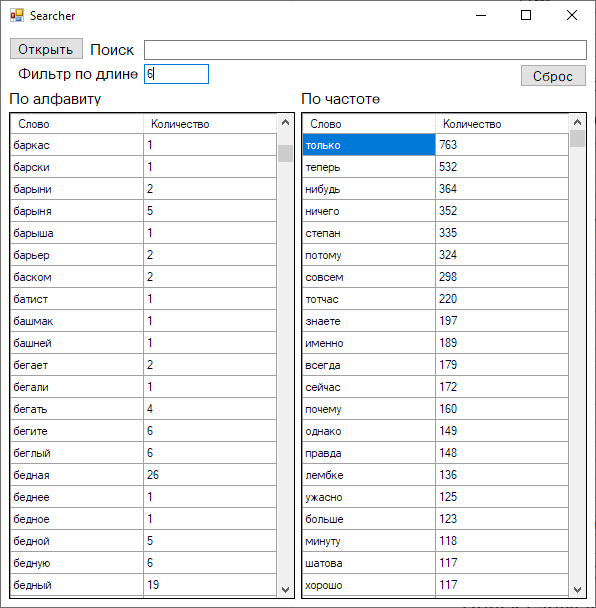 Searcher
Открыть Поиск
Фильтр по длине 6 Сброс
По алфавиту По частоте
Слово Количество Слово Количество
баркас 1 только 763
барски 1 теперь 532
барыни 2 нибудь 364
барыня 5 ничего 352
барыша 1 степан 335
барьер 2 потому 324
баском 2 совсем 298
батист 1 тотчас 220
башмак 1 знаете 197
башней 1 именно 189
бегает 2 всегда 179
бегали 1 сейчас 172
бегать 4 почему 160
бегите 6 однако 149
беглый 6 правда 148
бедная 26 лембке 136
беднее 1 ужасно 125
бедное 1 больше 123
бедной 5 минуту 118
бедную 6 шатова 117
бедный 19 хорошо 117